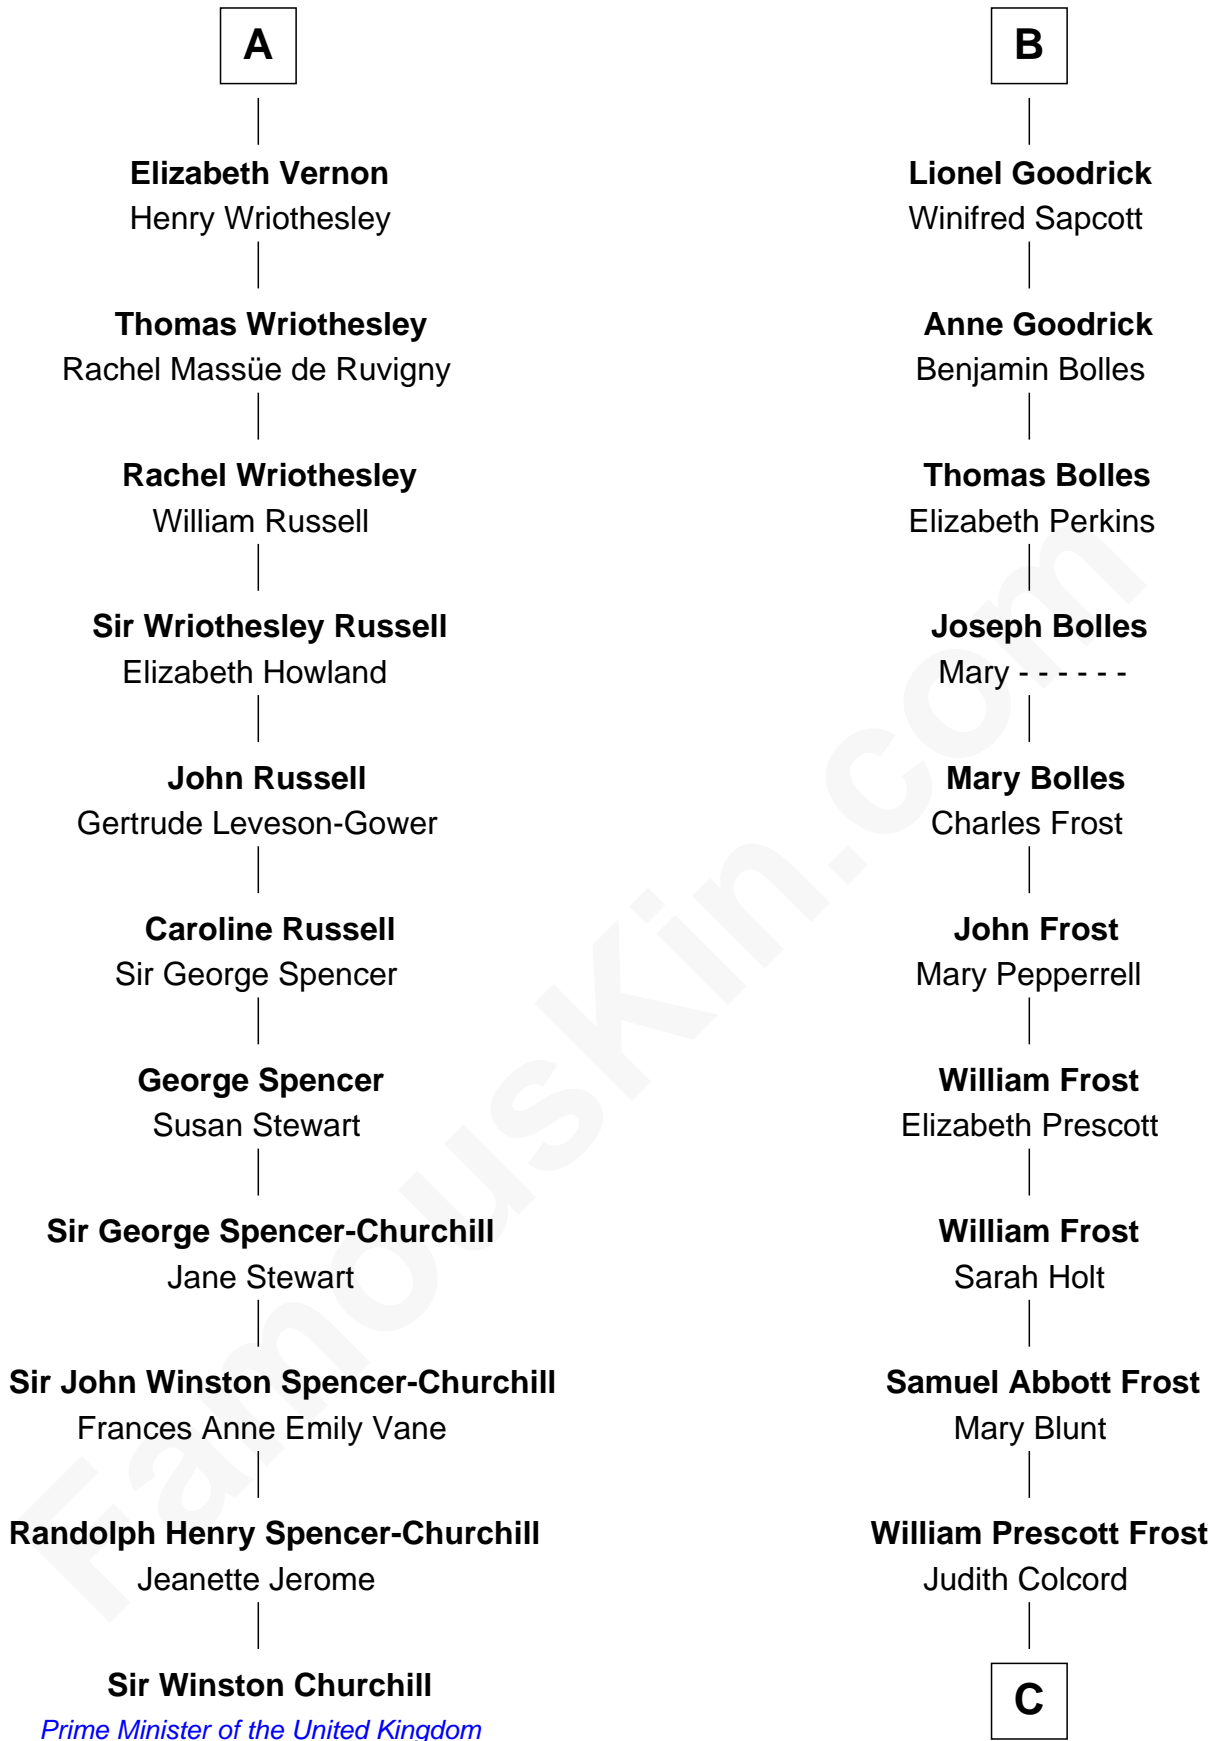 A
Elizabeth Vernon
Henry Wriothesley
Thomas Wriothesley
Rachel Massüe de Ruvigny
Rachel Wriothesley
William Russell
Sir Wriothesley Russell
Elizabeth Howland
John Russell
Gertrude Leveson-Gower
Caroline Russell
Sir George Spencer
George Spencer
Susan Stewart
Sir George Spencer-Churchill
Jane Stewart
Sir John Winston Spencer-Churchill
Frances Anne Emily Vane
Randolph Henry Spencer-Churchill
Jeanette Jerome
Sir Winston Churchill
Prime Minister of the United Kingdom
B
Lionel Goodrick
Winifred Sapcott
Anne Goodrick
Benjamin Bolles
Thomas Bolles
Elizabeth Perkins
Joseph Bolles
Mary - - - - - -
Mary Bolles
Charles Frost
John Frost
Mary Pepperrell
William Frost
Elizabeth Prescott
William Frost
Sarah Holt
Samuel Abbott Frost
Mary Blunt
William Prescott Frost
Judith Colcord
C
FamousKin.com